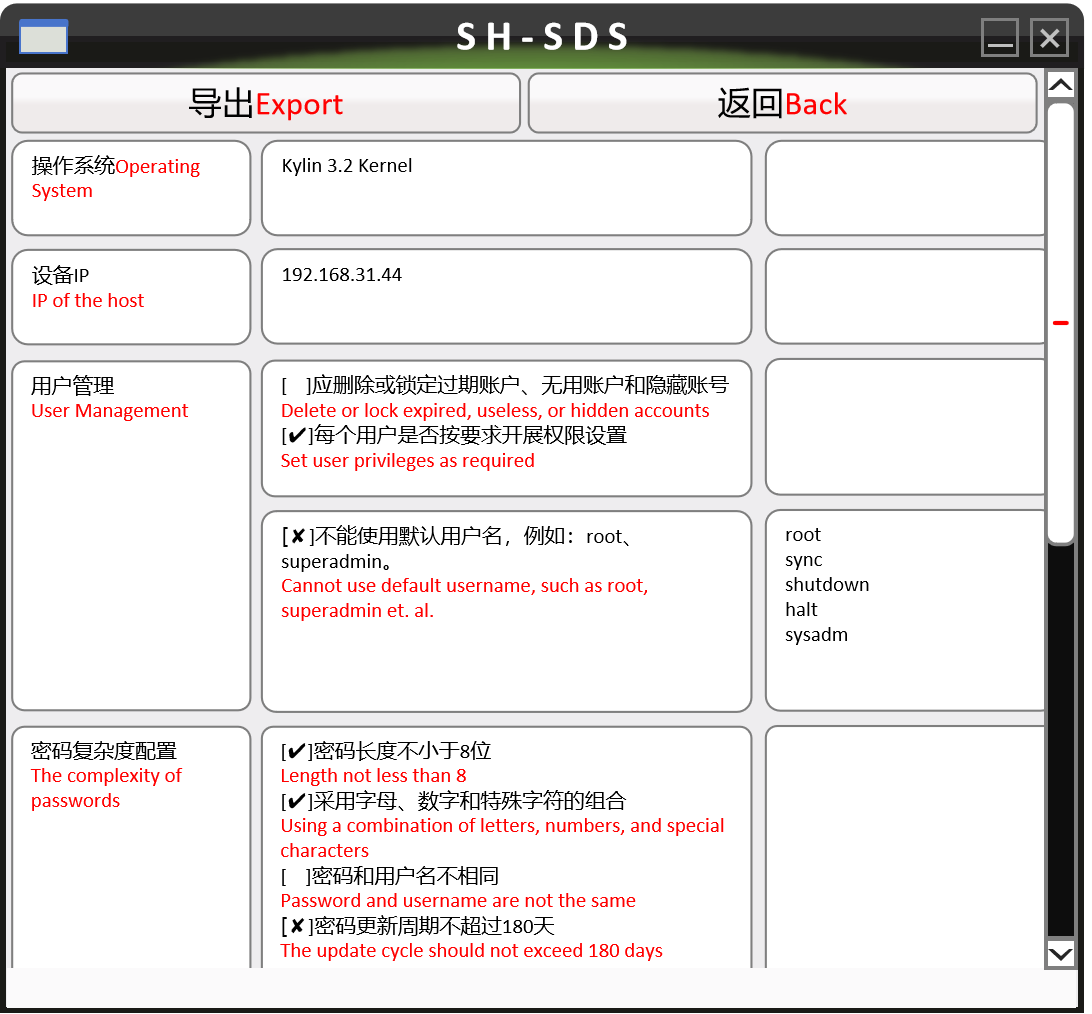 SH-SDS
导出Export
返回Back
操作系统Operating
System
Kylin 3.2 Kernel
设备IP
IP of the host
192.168.31.44
用户管理
User Management
[ ]应删除或锁定过期账户、无用账户和隐藏账号
Delete or lock expired, useless, or hidden accounts
[✔]每个用户是否按要求开展权限设置
Set user privileges as required
[✘]不能使用默认用户名，例如：root、
superadmin。
Cannot use default username, such as root,
superadmin et. al.
root
sync
shutdown
halt
sysadm
密码复杂度配置
The complexity of
passwords
[✔]密码长度不小于8位
Length not less than 8
[✔]采用字母、数字和特殊字符的组合
Using a combination of letters, numbers, and special
characters
[ ]密码和用户名不相同
Password and username are not the same
[✘]密码更新周期不超过180天
The update cycle should not exceed 180 days